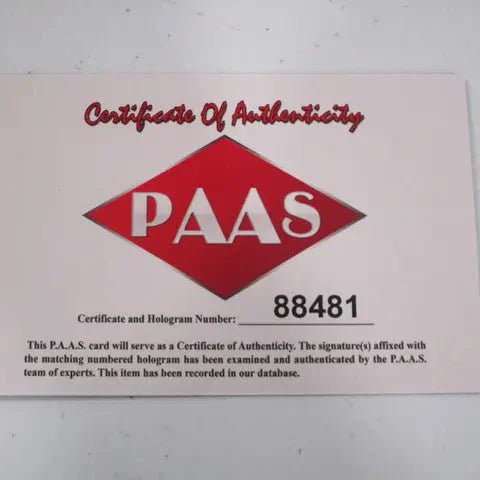 Certificate Of Authenticity
PAAS
Certificate and Hologram Number: 88481
This P.A.A.S. card will serve as a Certificate of Authenticity. The signature(s) affixed with
the matching numbered hologram has been examined and authenticated by the P.A.A.S.
team of experts. This item has been recorded in our database.